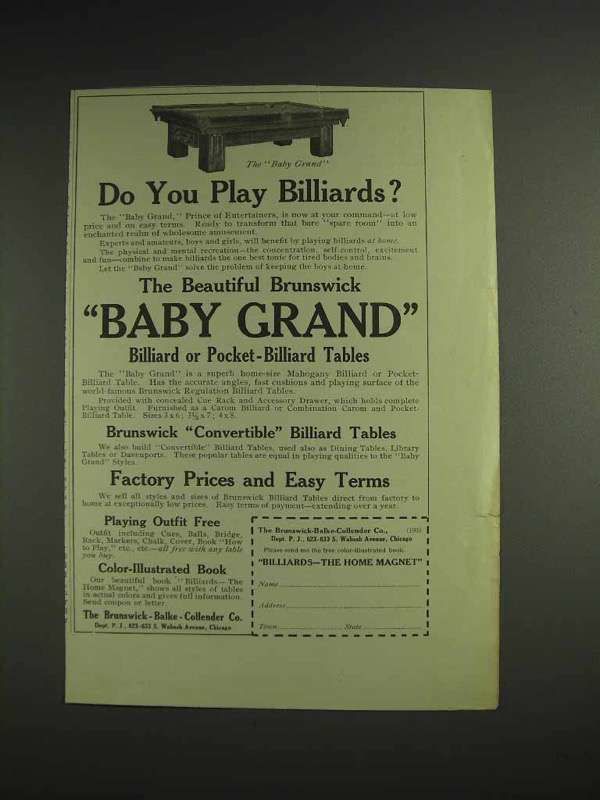 The "Baby Grand"
Do You Play Billiards?
The "Baby Grand," Prince of Entertainers, is now at your command—at low
price and on easy terms. Ready to transform that bare "spare room" into an
enchanted realm of wholesome amusement.
Experts and amateurs, boys and girls, will benefit by playing billiards at home.
The physical and mental recreation—the concentration, self-control, excitement
and fun—combine to make billiards the one best tonic for tired bodies and brains.
Let the "Baby Grand" solve the problem of keeping the boys at home.
The Beautiful Brunswick
"BABY GRAND"
Billiard or Pocket-Billiard Tables
The "Baby Grand" is a superb home-size Mahogany Billiard or Pocket-
Billiard Table. Has the accurate angles, fast cushions and playing surface of the
world-famous Brunswick Regulation Billiard Tables.
Provided with concealed Cue Rack and Accessory Drawer, which holds complete
Playing Outfit. Furnished as a Carom Billiard or Combination Carom and Pocket-
Billiard Table. Sizes 3x6; 3½x7; 4x8.
Brunswick "Convertible" Billiard Tables
We also build "Convertible" Billiard Tables, used also as Dining Tables, Library
Tables or Davenports. These popular tables are equal in playing qualities to the "Baby
Grand" Styles.
Factory Prices and Easy Terms
We sell all styles and sizes of Brunswick Billiard Tables direct from factory to
home at exceptionally low prices. Easy terms of payment—extending over a year.
Playing Outfit Free
Outfit including Cues, Balls, Bridge,
Rack, Markers, Chalk, Cover, Book "How
to Play," etc., etc.—all free with any table
you buy.
Color-Illustrated Book
Our beautiful book "Billiards—The
Home Magnet," shows all styles of tables
in actual colors and gives full information.
Send coupon or letter.
The Brunswick-Balke-Collender Co.
Dept. P. J., 623-633 S. Wabash Avenue, Chicago
The Brunswick-Balke-Collender Co.,
Dept. P. J., 623-633 S. Wabash Avenue, Chicago
Please send me the free color-illustrated book
"BILLIARDS—THE HOME MAGNET"
Name
Address
Town State